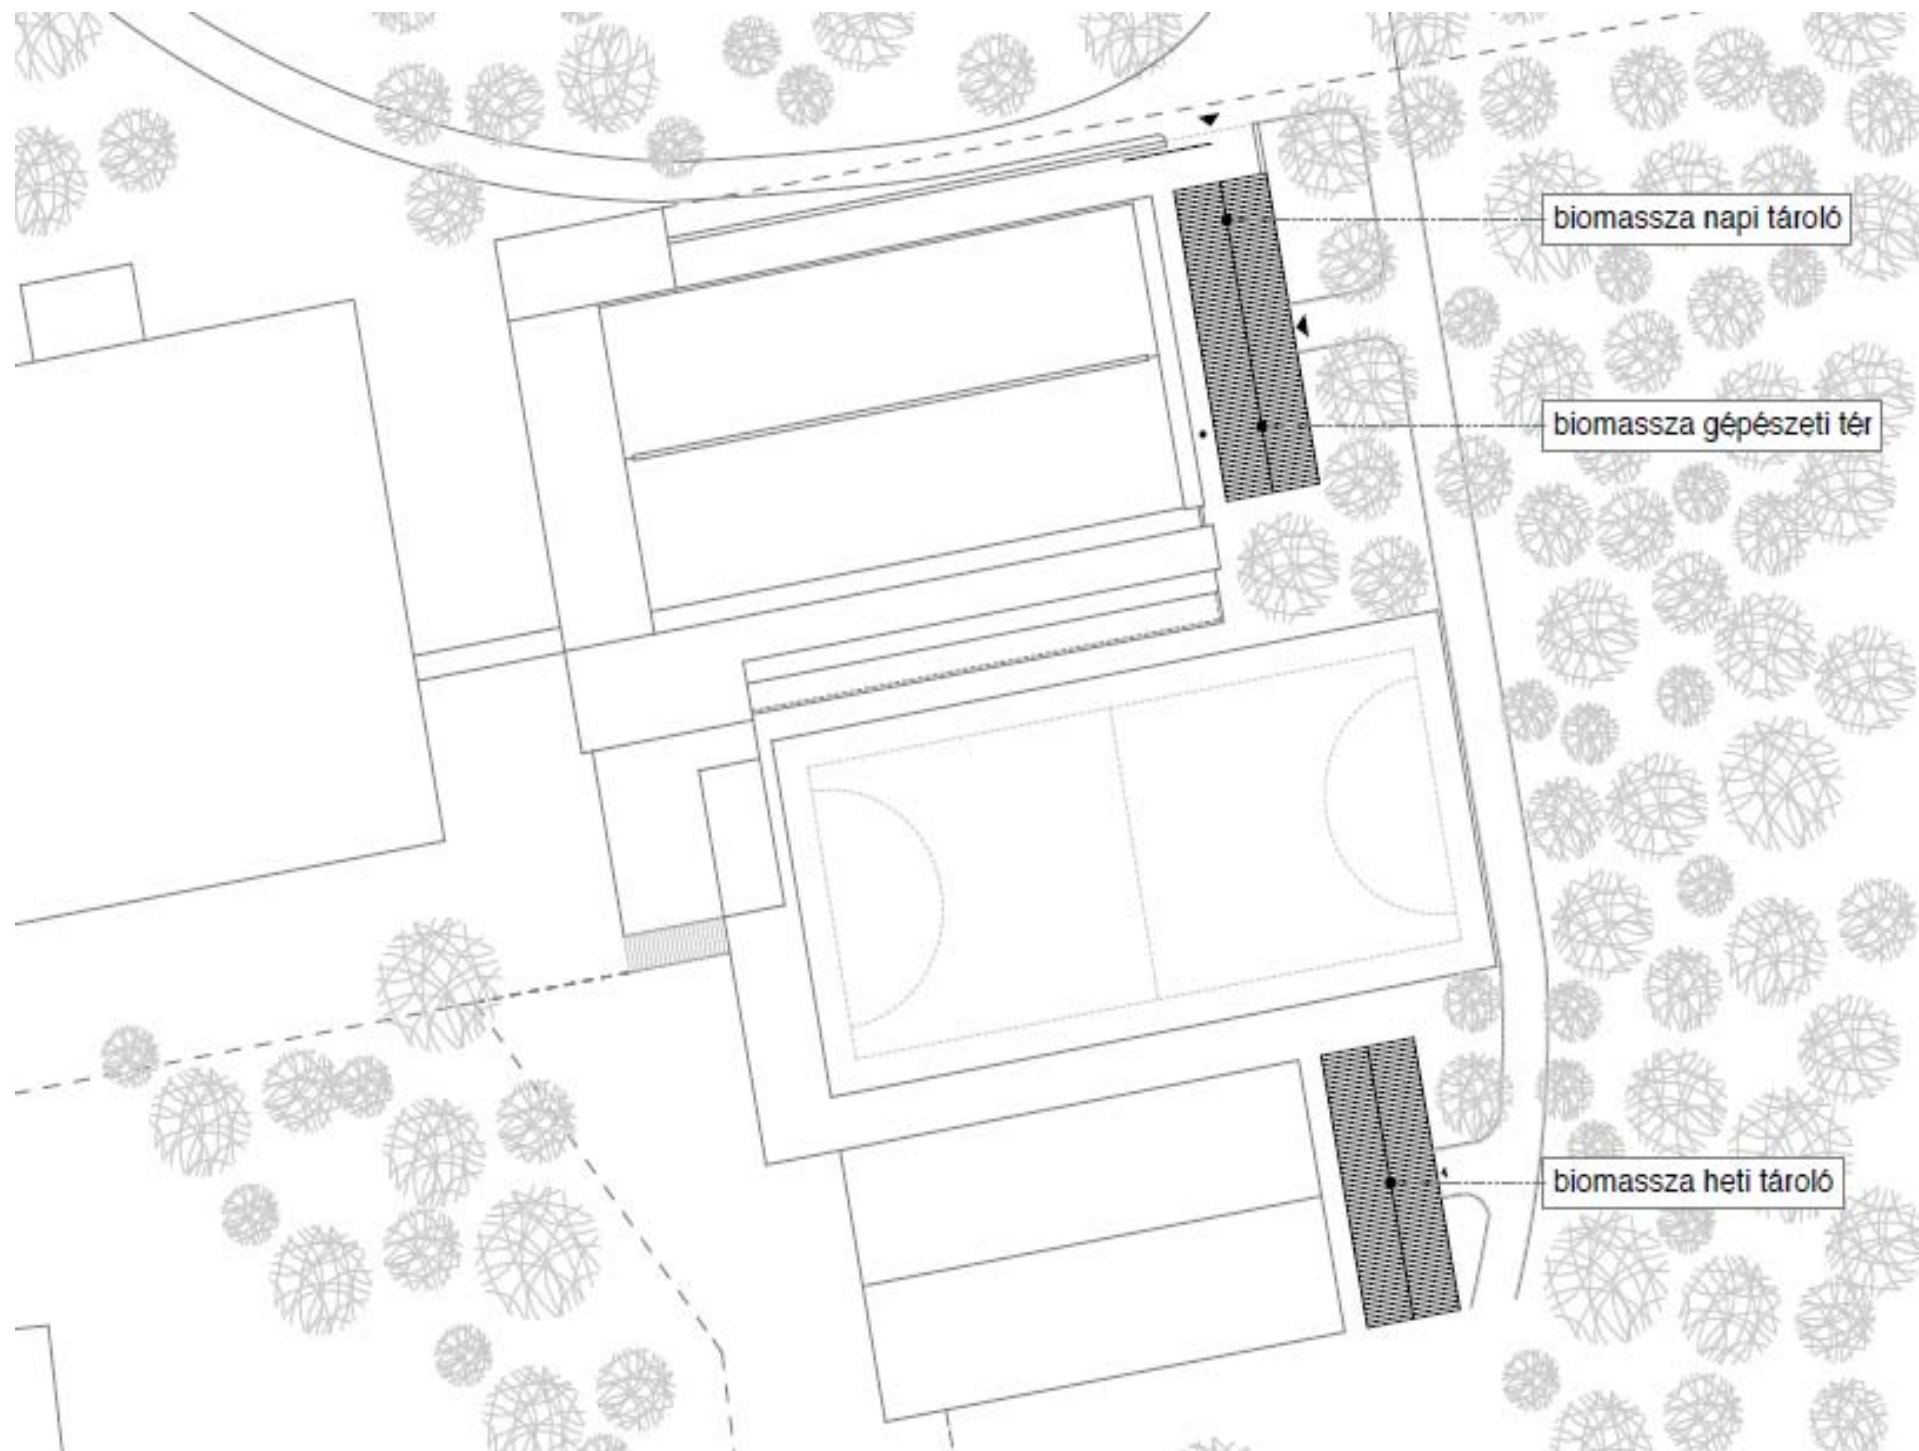 biomassza napi tároló
biomassza gépészeti tér
biomassza heti tároló